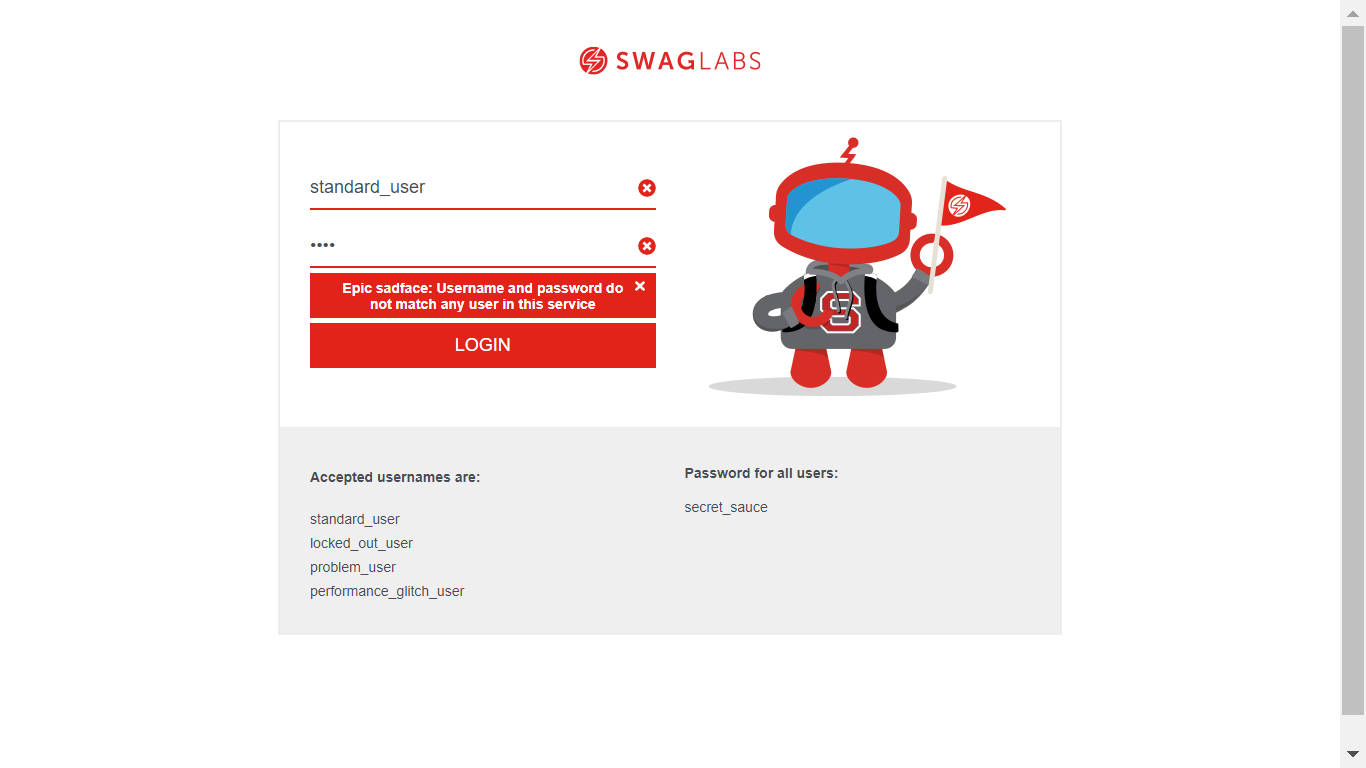 SWAGLABS
standard_user
••••
Epic sadface: Username and password do
not match any user in this service
LOGIN
S
Accepted usernames are:
standard_user
locked_out_user
problem_user
performance_glitch_user
Password for all users:
secret_sauce